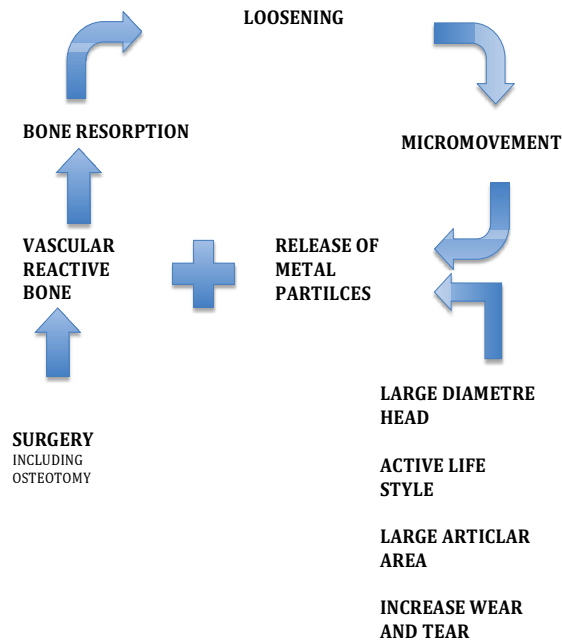 LOOSENING
BONE RESORPTION
MICROMOVEMENT
VASCULAR
REACTIVE
BONE
RELEASE OF
METAL
PARTILCES
SURGERY
INCLUDING
OSTEOTOMY
LARGE DIAMETRE
HEAD
ACTIVE LIFE
STYLE
LARGE ARTICLAR
AREA
INCREASE WEAR
AND TEAR